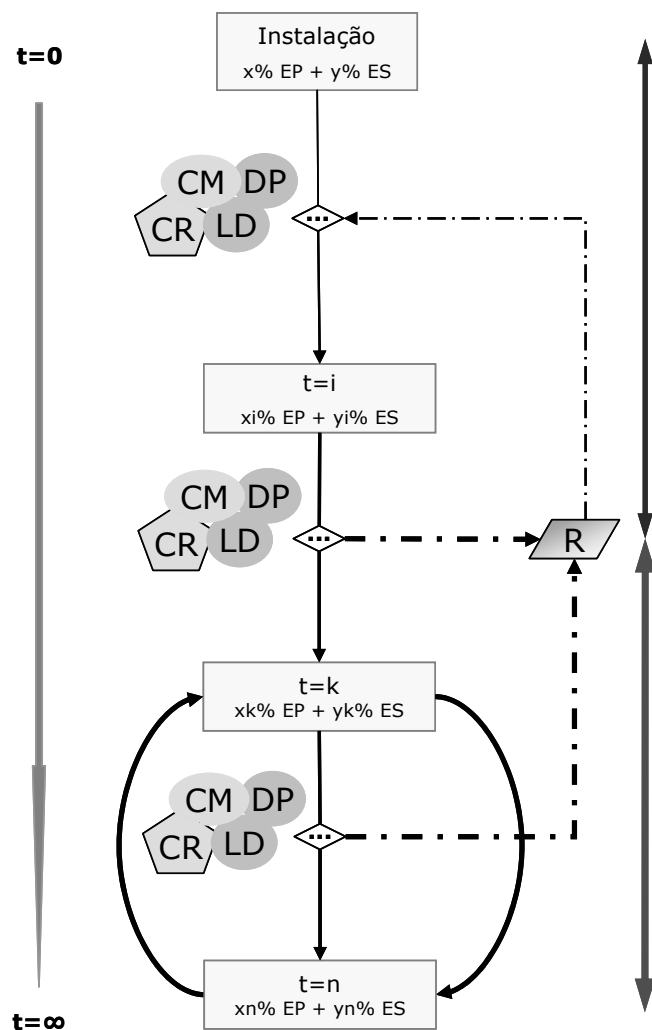 Instalação
x% EP + y% ES
t=0
CM DP
CR LD
...
t=i
xi% EP + yi% ES
CM DP
CR LD
...
R
t=k
xk% EP + yk% ES
CM DP
CR LD
...
t=n
xn% EP + yn% ES
t=∞